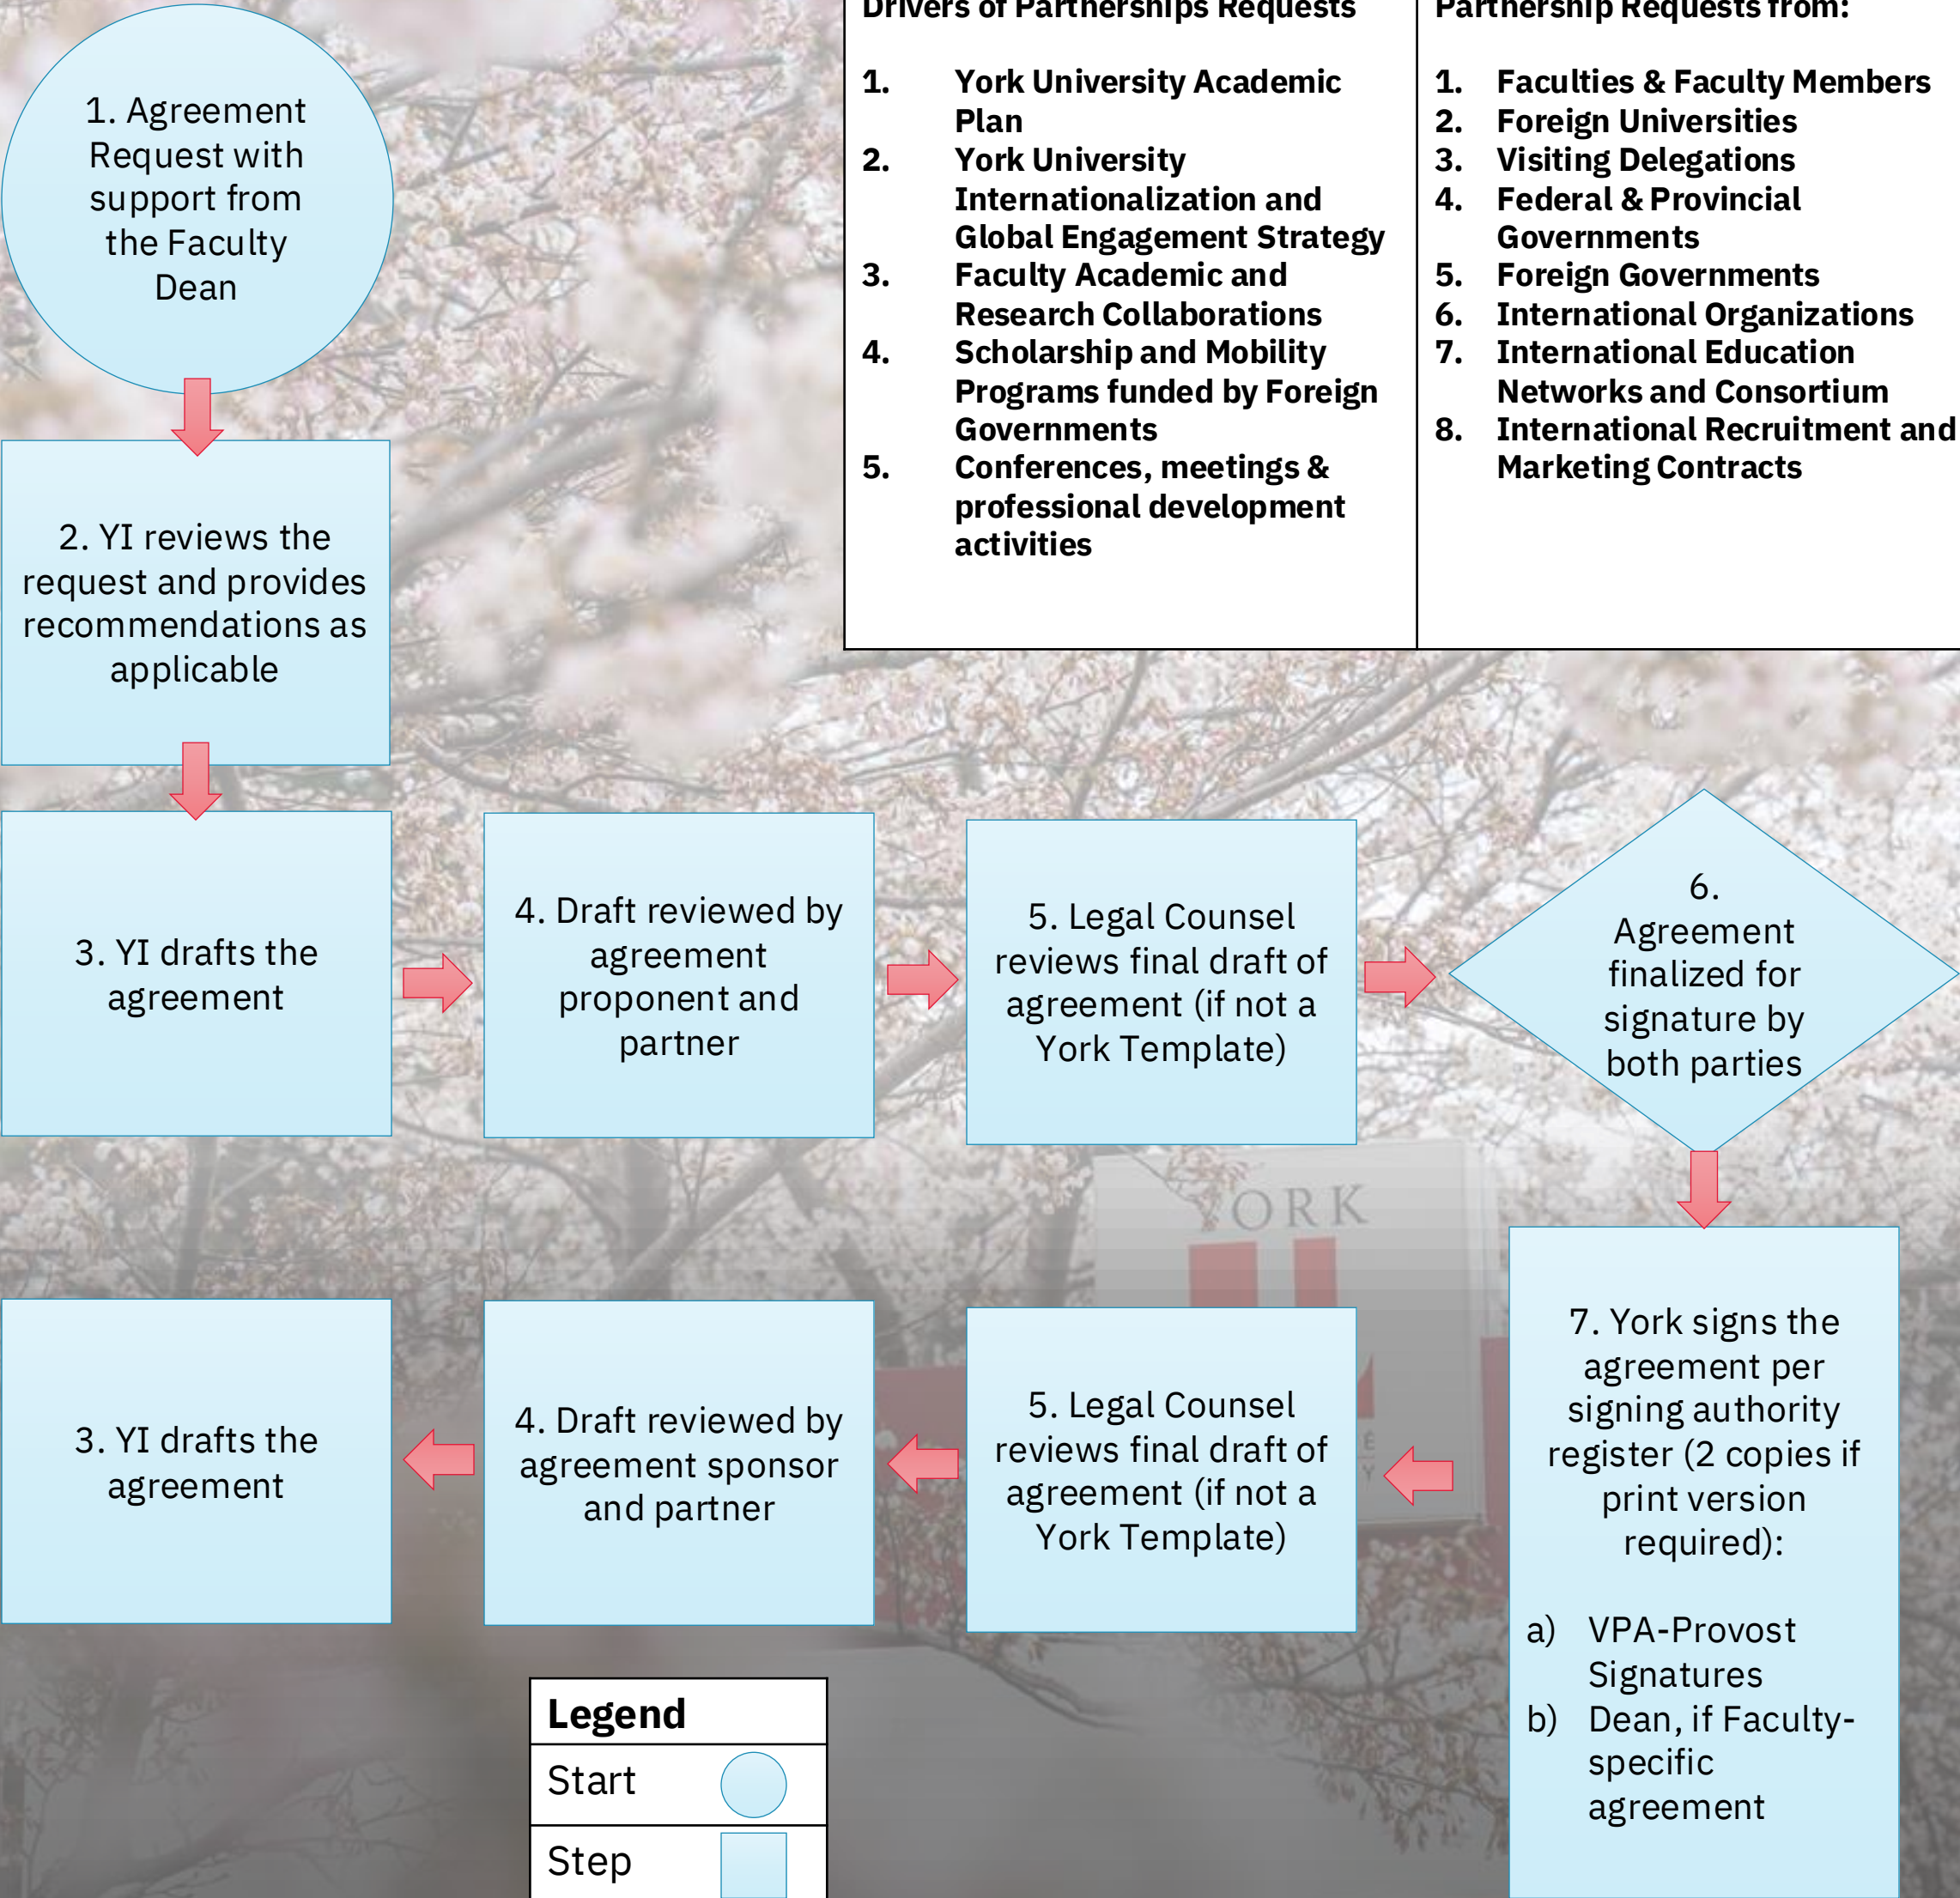 1. Agreement
Request with
support from
the Faculty
Dean
Drivers of Partnerships Requests
1. York University Academic
Plan
2. York University
Internationalization and
Global Engagement Strategy
3. Faculty Academic and
Research Collaborations
4. Scholarship and Mobility
Programs funded by Foreign
Governments
5. Conferences, meetings &
professional development
activities
Partnership Requests from:
1. Faculties & Faculty Members
2. Foreign Universities
3. Visiting Delegations
4. Federal & Provincial
Governments
5. Foreign Governments
6. International Organizations
7. International Education
Networks and Consortium
8. International Recruitment and
Marketing Contracts
2. YI reviews the
request and provides
recommendations as
applicable
3. YI drafts the
agreement
4. Draft reviewed by
agreement
proponent and
partner
5. Legal Counsel
reviews final draft of
agreement (if not a
York Template)
6.
Agreement
finalized for
signature by
both parties
YORK
7. York signs the
agreement per
signing authority
register (2 copies if
print version
required):
a) VPA-Provost
Signatures
b) Dean, if Faculty-
specific
agreement
5. Legal Counsel
reviews final draft of
agreement (if not a
York Template)
4. Draft reviewed by
agreement sponsor
and partner
3. YI drafts the
agreement
Legend
Start
Step